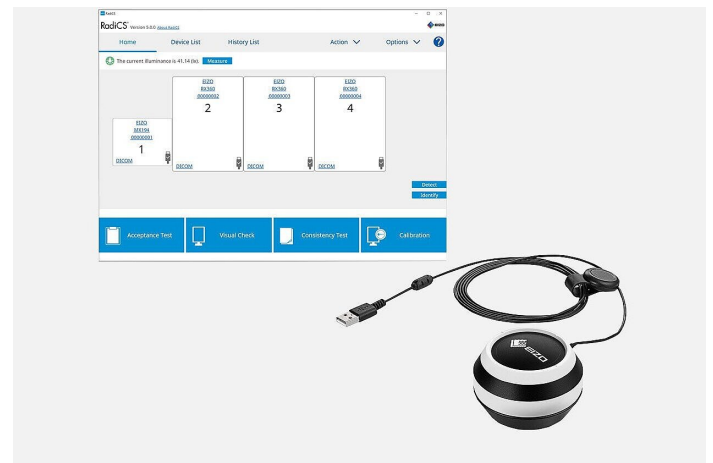 RadiCS
RadiCS® Version 5.0.0 About RadiCS
EIZO
Home Device List History List Action Options ?
The current illuminance is 41.14 (lx). Measure
EIZO
RX360
00000002
2
DICOM
EIZO
RX360
00000003
3
DICOM
EIZO
RX360
00000004
4
DICOM
EIZO
MX194
00000001
1
DICOM
Detect
Identify
Acceptance Test Visual Check Consistency Test Calibration
EIZO